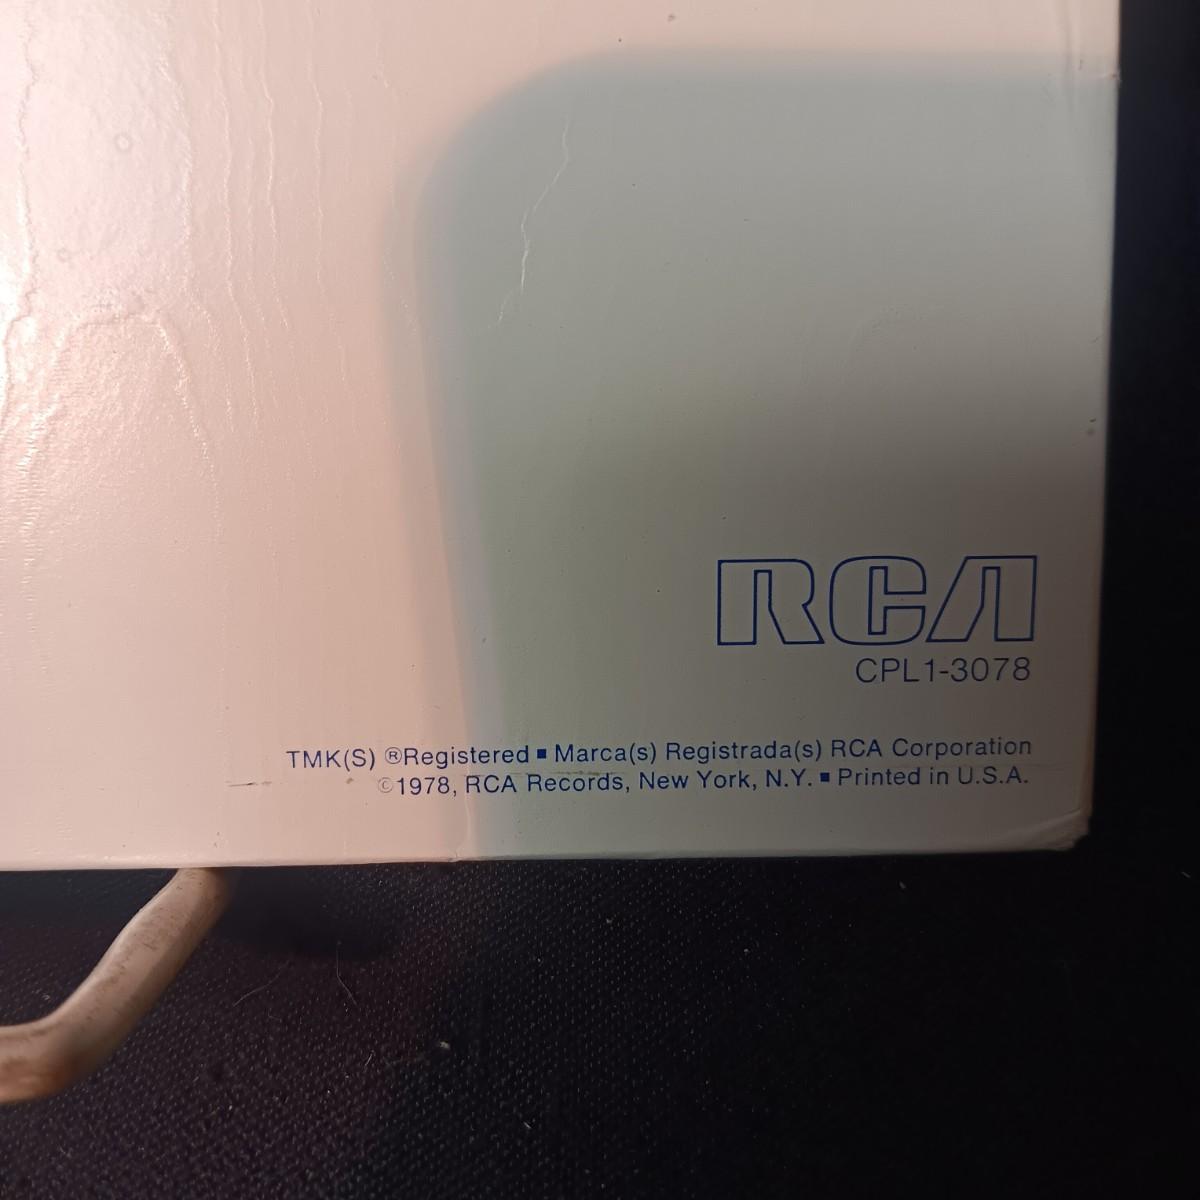 RCA
CPL1-3078
TMK(S) ®Registered ▪ Marca(s) Registrada(s) RCA Corporation
©1978, RCA Records, New York, N.Y. ▪ Printed in U.S.A.